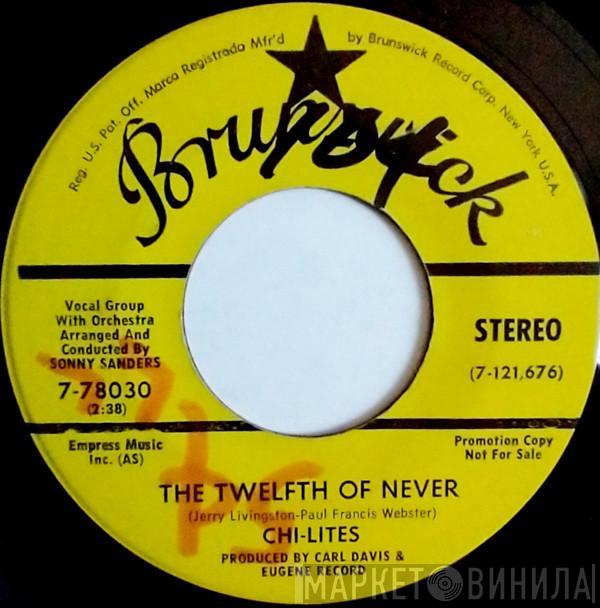 Reg. U.S. Pat. Off. Marca Registrada Mfr'd by Brunswick Record Corp. New York U.S.A.
Brunswick
Vocal Group
With Orchestra
Arranged And
Conducted By
SONNY SANDERS
7-78030
(2:38)
STEREO
(7-121,676)
Empress Music
Inc. (AS)
Promotion Copy
Not For Sale
THE TWELFTH OF NEVER
(Jerry Livingston-Paul Francis Webster)
CHI-LITES
PRODUCED BY CARL DAVIS &
EUGENE RECORD
МАРКЕТ ВИНИЛА